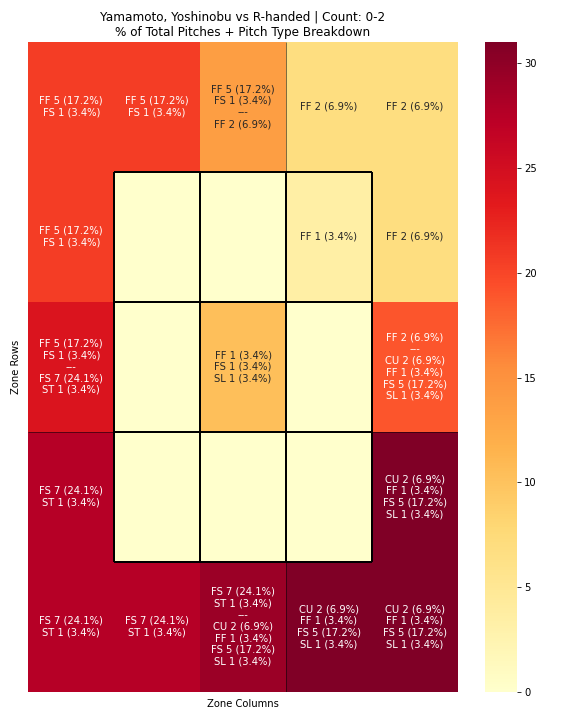 Yamamoto, Yoshinobu vs R-handed | Count: 0-2
% of Total Pitches + Pitch Type Breakdown
FF 5 (17.2%)
FS 1 (3.4%)
FF 5 (17.2%)
FS 1 (3.4%)
FF 5 (17.2%)
FS 1 (3.4%)
---
FF 2 (6.9%)
FF 2 (6.9%)
FF 2 (6.9%)
FF 5 (17.2%)
FS 1 (3.4%)
FF 1 (3.4%)
FF 2 (6.9%)
FF 5 (17.2%)
FS 1 (3.4%)
---
FS 7 (24.1%)
ST 1 (3.4%)
FF 1 (3.4%)
FS 1 (3.4%)
SL 1 (3.4%)
FF 2 (6.9%)
---
CU 2 (6.9%)
FF 1 (3.4%)
FS 5 (17.2%)
SL 1 (3.4%)
FS 7 (24.1%)
ST 1 (3.4%)
CU 2 (6.9%)
FF 1 (3.4%)
FS 5 (17.2%)
SL 1 (3.4%)
FS 7 (24.1%)
ST 1 (3.4%)
FS 7 (24.1%)
ST 1 (3.4%)
FS 7 (24.1%)
ST 1 (3.4%)
---
CU 2 (6.9%)
FF 1 (3.4%)
FS 5 (17.2%)
SL 1 (3.4%)
CU 2 (6.9%)
FF 1 (3.4%)
FS 5 (17.2%)
SL 1 (3.4%)
CU 2 (6.9%)
FF 1 (3.4%)
FS 5 (17.2%)
SL 1 (3.4%)
Zone Rows
Zone Columns
30
25
20
15
10
5
0